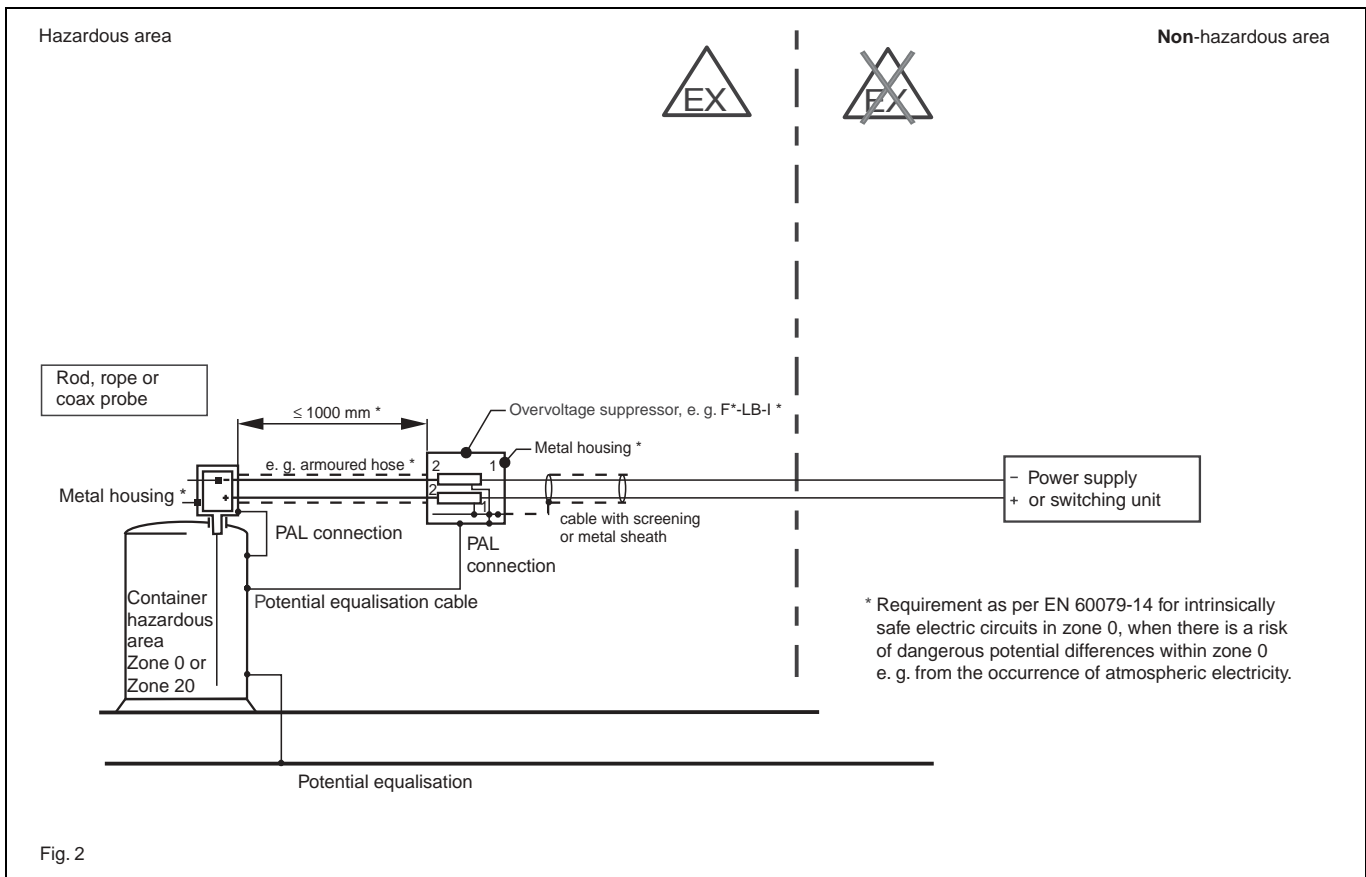 Hazardous area
Non-hazardous area
EX
EX
Rod, rope or
coax probe
≤ 1000 mm *
Overvoltage suppressor, e. g. F*-LB-I *
Metal housing *
e. g. armoured hose *
2
1
2
1
–
+
Metal housing *
– Power supply
+ or switching unit
cable with screening
or metal sheath
PAL connection
PAL
connection
Container
hazardous
area
Zone 0 or
Zone 20
Potential equalisation cable
* Requirement as per EN 60079-14 for intrinsically
safe electric circuits in zone 0, when there is a risk
of dangerous potential differences within zone 0
e. g. from the occurrence of atmospheric electricity.
Potential equalisation
Fig. 2